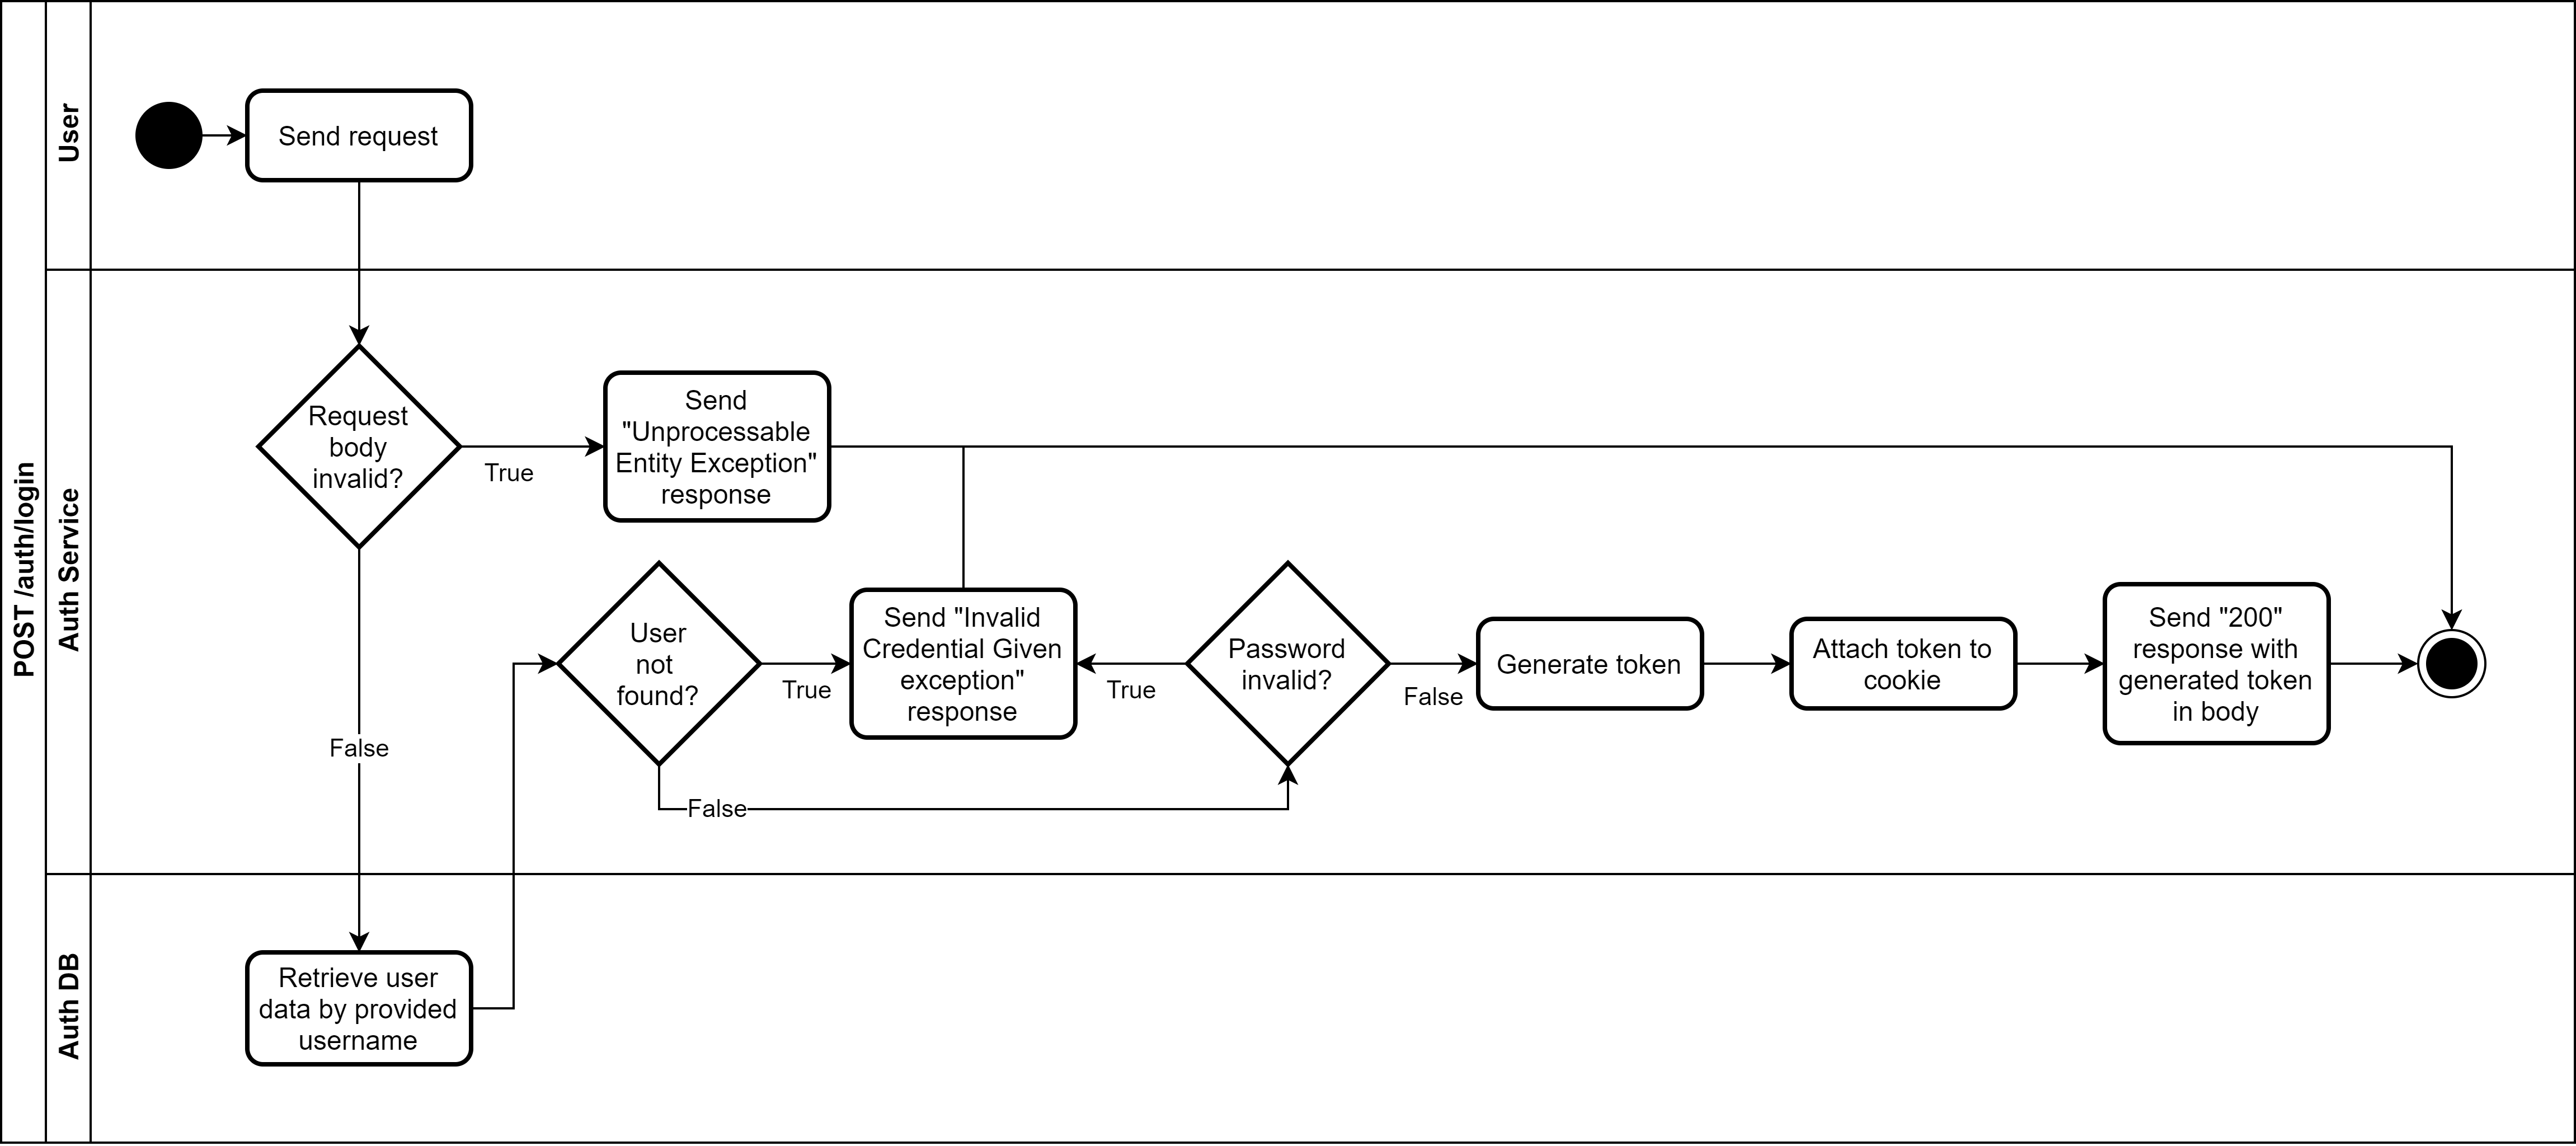 POST /auth/login
User
Send request
Auth Service
Request
body
invalid?
True
Send
"Unprocessable
Entity Exception"
response
False
User
not
found?
True
Send "Invalid
Credential Given
exception"
response
True
Password
invalid?
False
Generate token
Attach token to
cookie
Send "200"
response with
generated token
in body
False
Auth DB
Retrieve user
data by provided
username